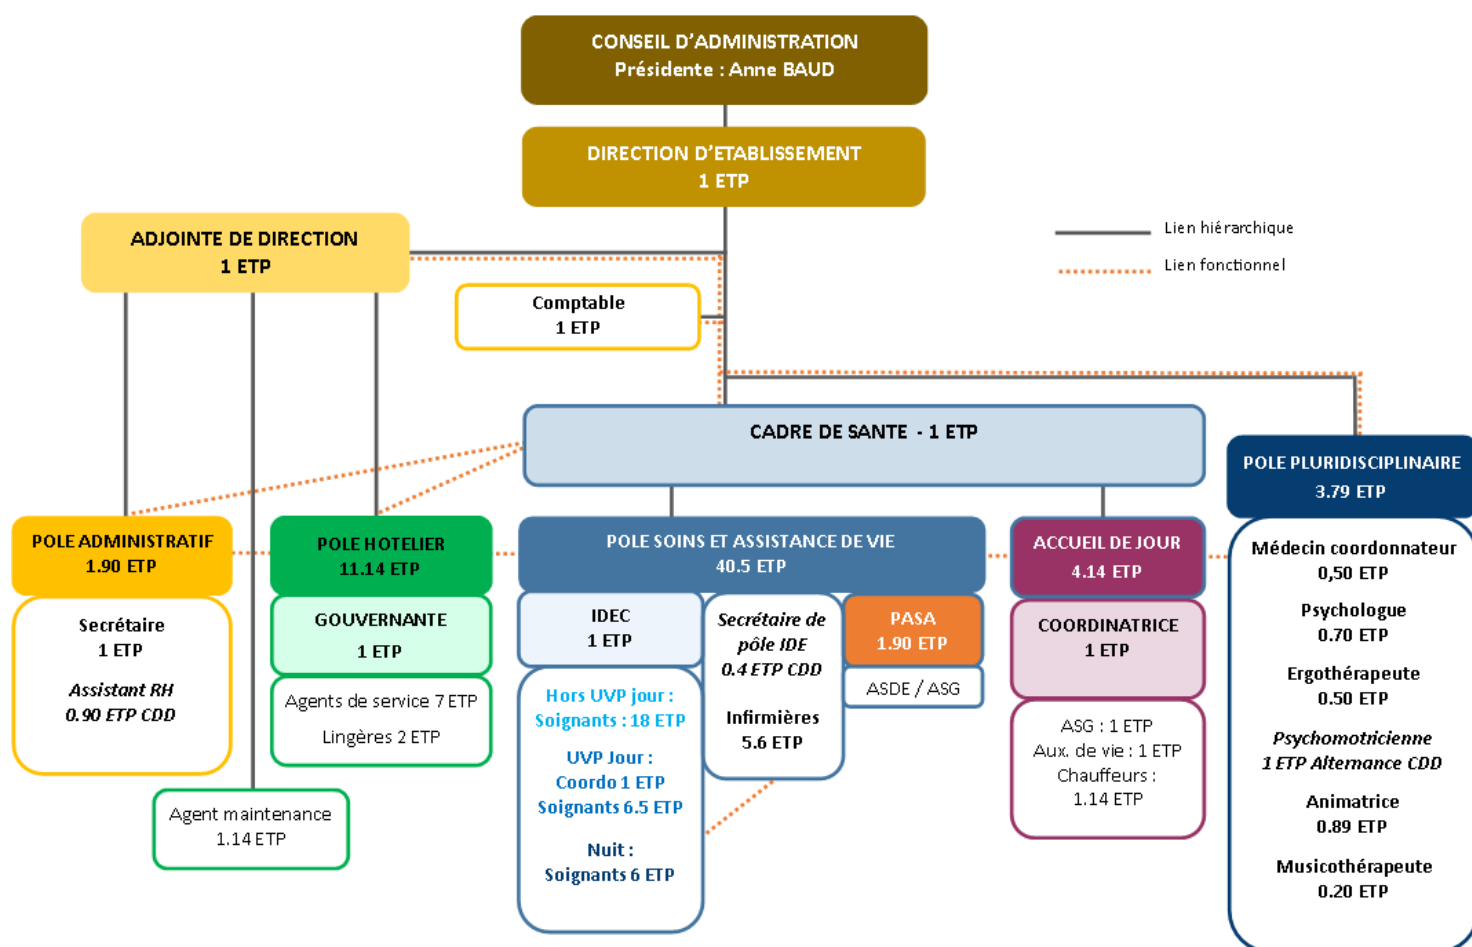 CONSEIL D'ADMINISTRATION
Présidente : Anne BAUD
DIRECTION D'ETABLISSEMENT
1 ETP
ADJOINTE DE DIRECTION
1 ETP
Lien hiérarchique
Lien fonctionnel
Comptable
1 ETP
CADRE DE SANTE - 1 ETP
POLE PLURIDISCIPLINAIRE
3.79 ETP
POLE ADMINISTRATIF
1.90 ETP
POLE HOTELIER
11.14 ETP
POLE SOINS ET ASSISTANCE DE VIE
40.5 ETP
ACCUEIL DE JOUR
4.14 ETP
Secrétaire
1 ETP
Assistant RH
0.90 ETP CDD
GOUVERNANTE
1 ETP
Agents de service 7 ETP
Lingères 2 ETP
Agent maintenance
1.14 ETP
IDEC
1 ETP
Hors UVP jour :
Soignants : 18 ETP
UVP Jour :
Coordo 1 ETP
Soignants 6.5 ETP
Nuit :
Soignants 6 ETP
Secrétaire de
pôle IDE
0.4 ETP CDD
Infirmières
5.6 ETP
PASA
1.90 ETP
ASDE / ASG
COORDINATRICE
1 ETP
ASG : 1 ETP
Aux. de vie : 1 ETP
Chauffeurs :
1.14 ETP
Médecin coordonnateur
0,50 ETP
Psychologue
0.70 ETP
Ergothérapeute
0.50 ETP
Psychomotricienne
1 ETP Alternance CDD
Animatrice
0.89 ETP
Musicothérapeute
0.20 ETP